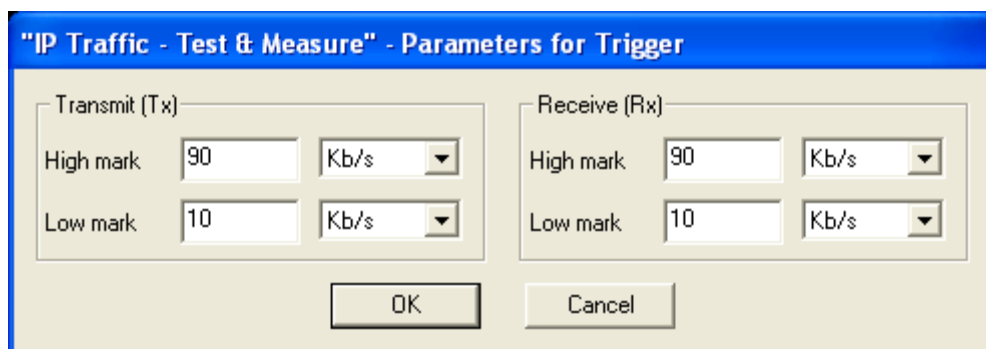 "IP Traffic - Test & Measure" - Parameters for Trigger
Transmit (Tx) Receive (Rx)
High mark 90 Kb/s High mark 90 Kb/s
Low mark 10 Kb/s Low mark 10 Kb/s
OK Cancel